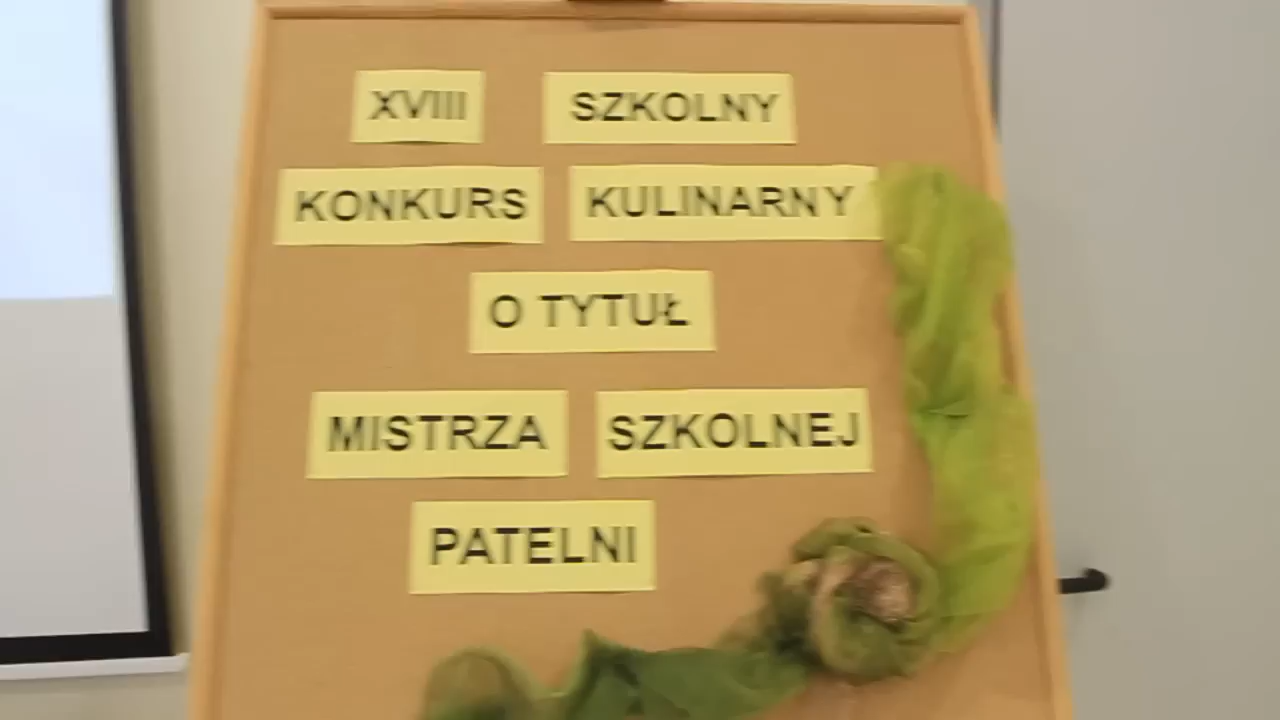 XVIII SZKOLNY
KONKURS KULINARNY
O TYTUŁ
MISTRZA SZKOLNEJ
PATELNI